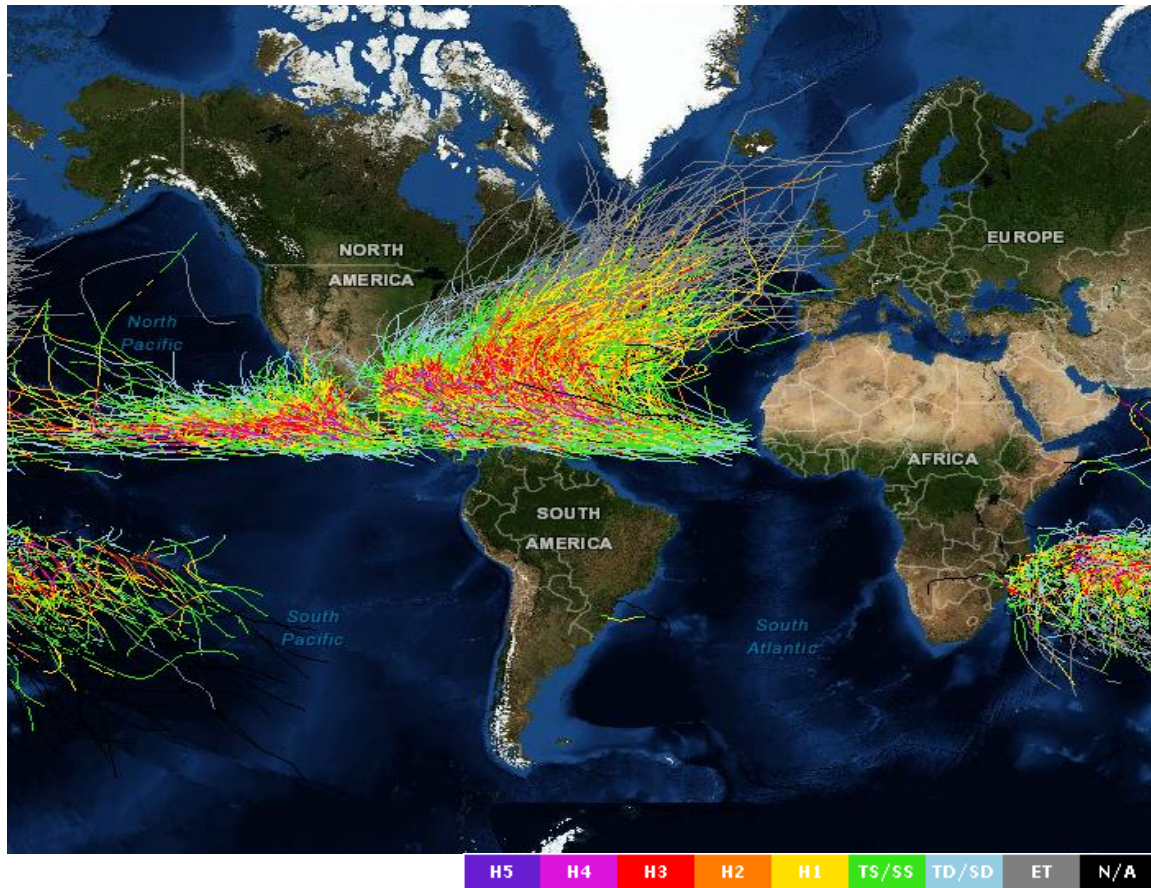 NORTH
AMERICA
EUROPE
North
Pacific
AFRICA
SOUTH
AMERICA
South
Pacific
South
Atlantic
H5 H4 H3 H2 H1 TS/SS TD/SD ET N/A